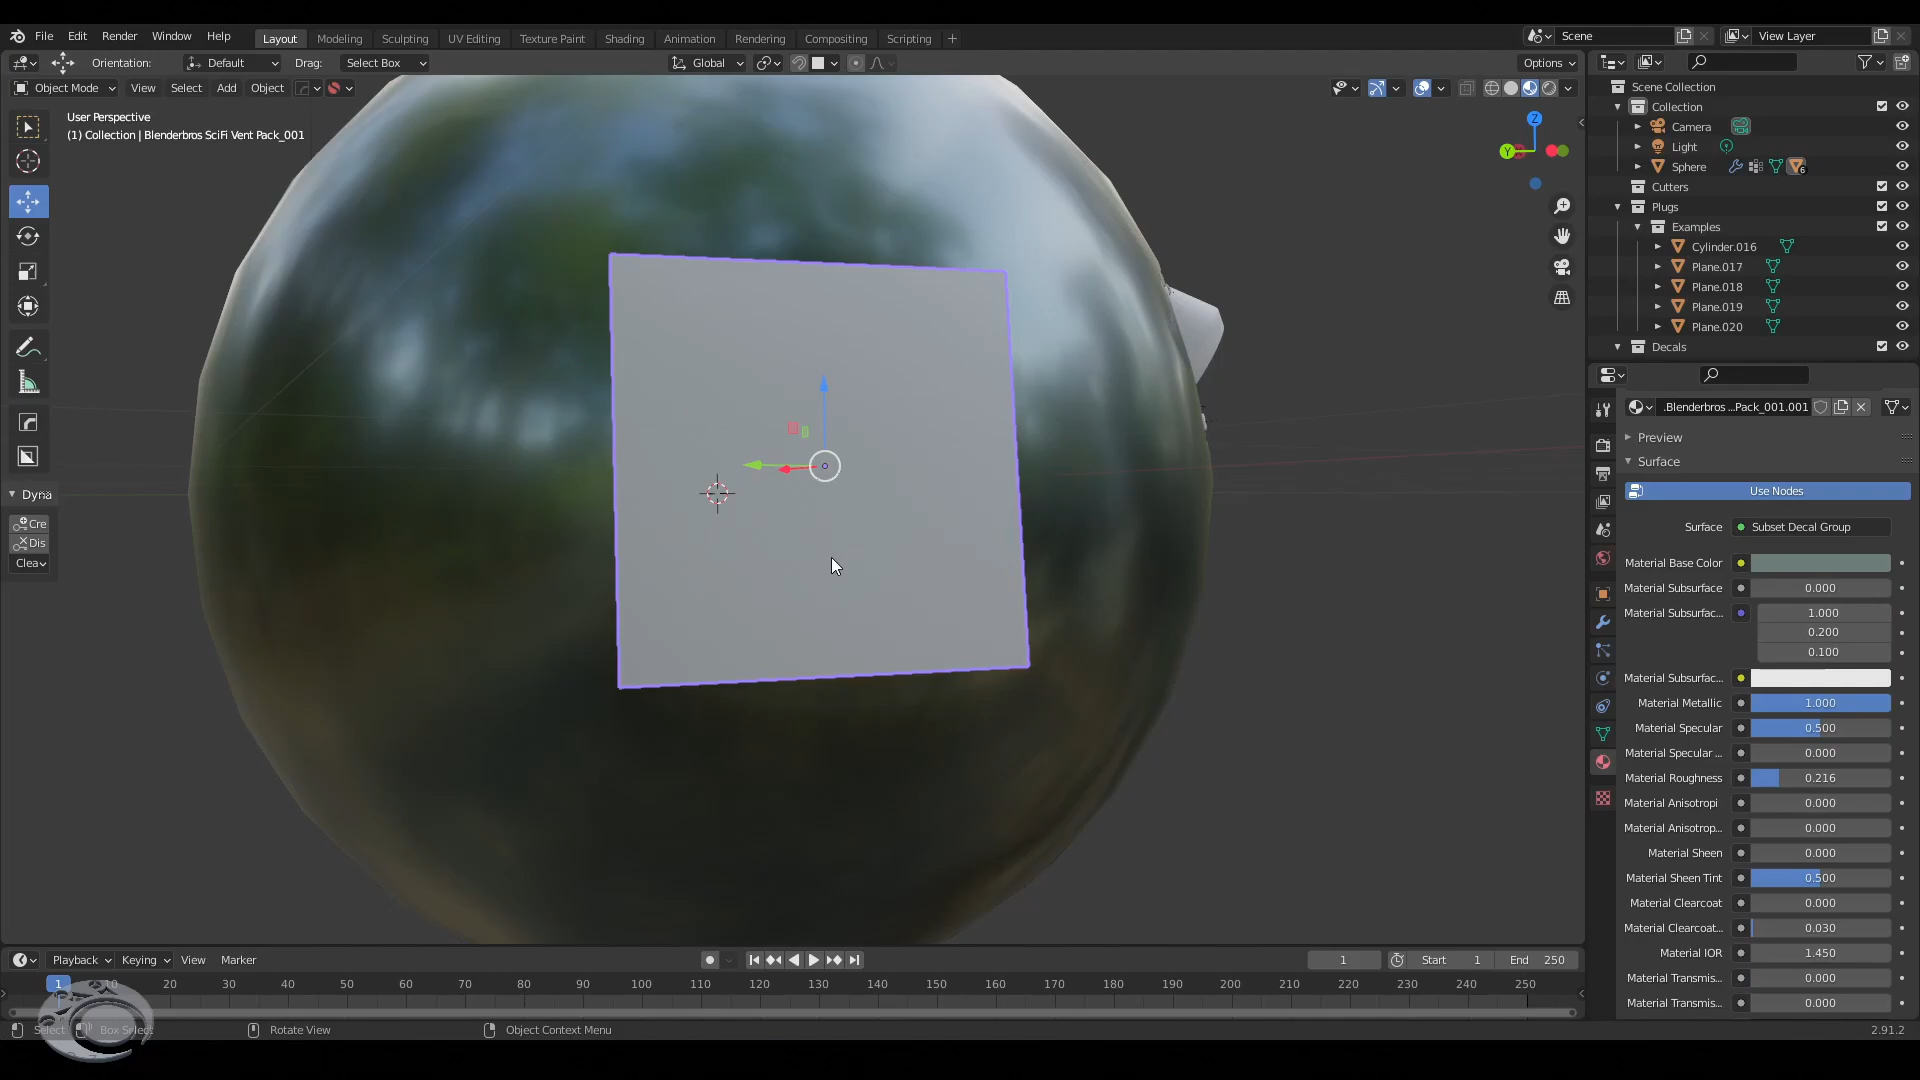 File Edit Render Window Help Layout Modeling Sculpting UV Editing Texture Paint Shading Animation Rendering Compositing Scripting + Scene View Layer
Orientation: Default Drag: Select Box Global Options
Object Mode View Select Add Object
User Perspective
(1) Collection | Blenderbros SciFi Vent Pack_001
Z
Y
Dyna
Cre
Dis
Clea
Scene Collection
Collection
Camera
Light
Sphere 6
Cutters
Plugs
Examples
Cylinder.016
Plane.017
Plane.018
Plane.019
Plane.020
Decals
.Blenderbros ...Pack_001.001
Preview
Surface
Use Nodes
Surface Subset Decal Group
Material Base Color
Material Subsurface 0.000
Material Subsurfac... 1.000
0.200
0.100
Material Subsurfac...
Material Metallic 1.000
Material Specular 0.500
Material Specular ... 0.000
Material Roughness 0.216
Material Anisotropi 0.000
Material Anisotrop... 0.000
Material Sheen 0.000
Material Sheen Tint 0.500
Material Clearcoat 0.000
Material Clearcoat... 0.030
Material IOR 1.450
Material Transmis... 0.000
Material Transmis... 0.000
Playback Keying View Marker 1 Start 1 End 250
1 10 20 30 40 50 60 70 80 90 100 110 120 130 140 150 160 170 180 190 200 210 220 230 240 250
Select Box Select Rotate View Object Context Menu 2.91.2